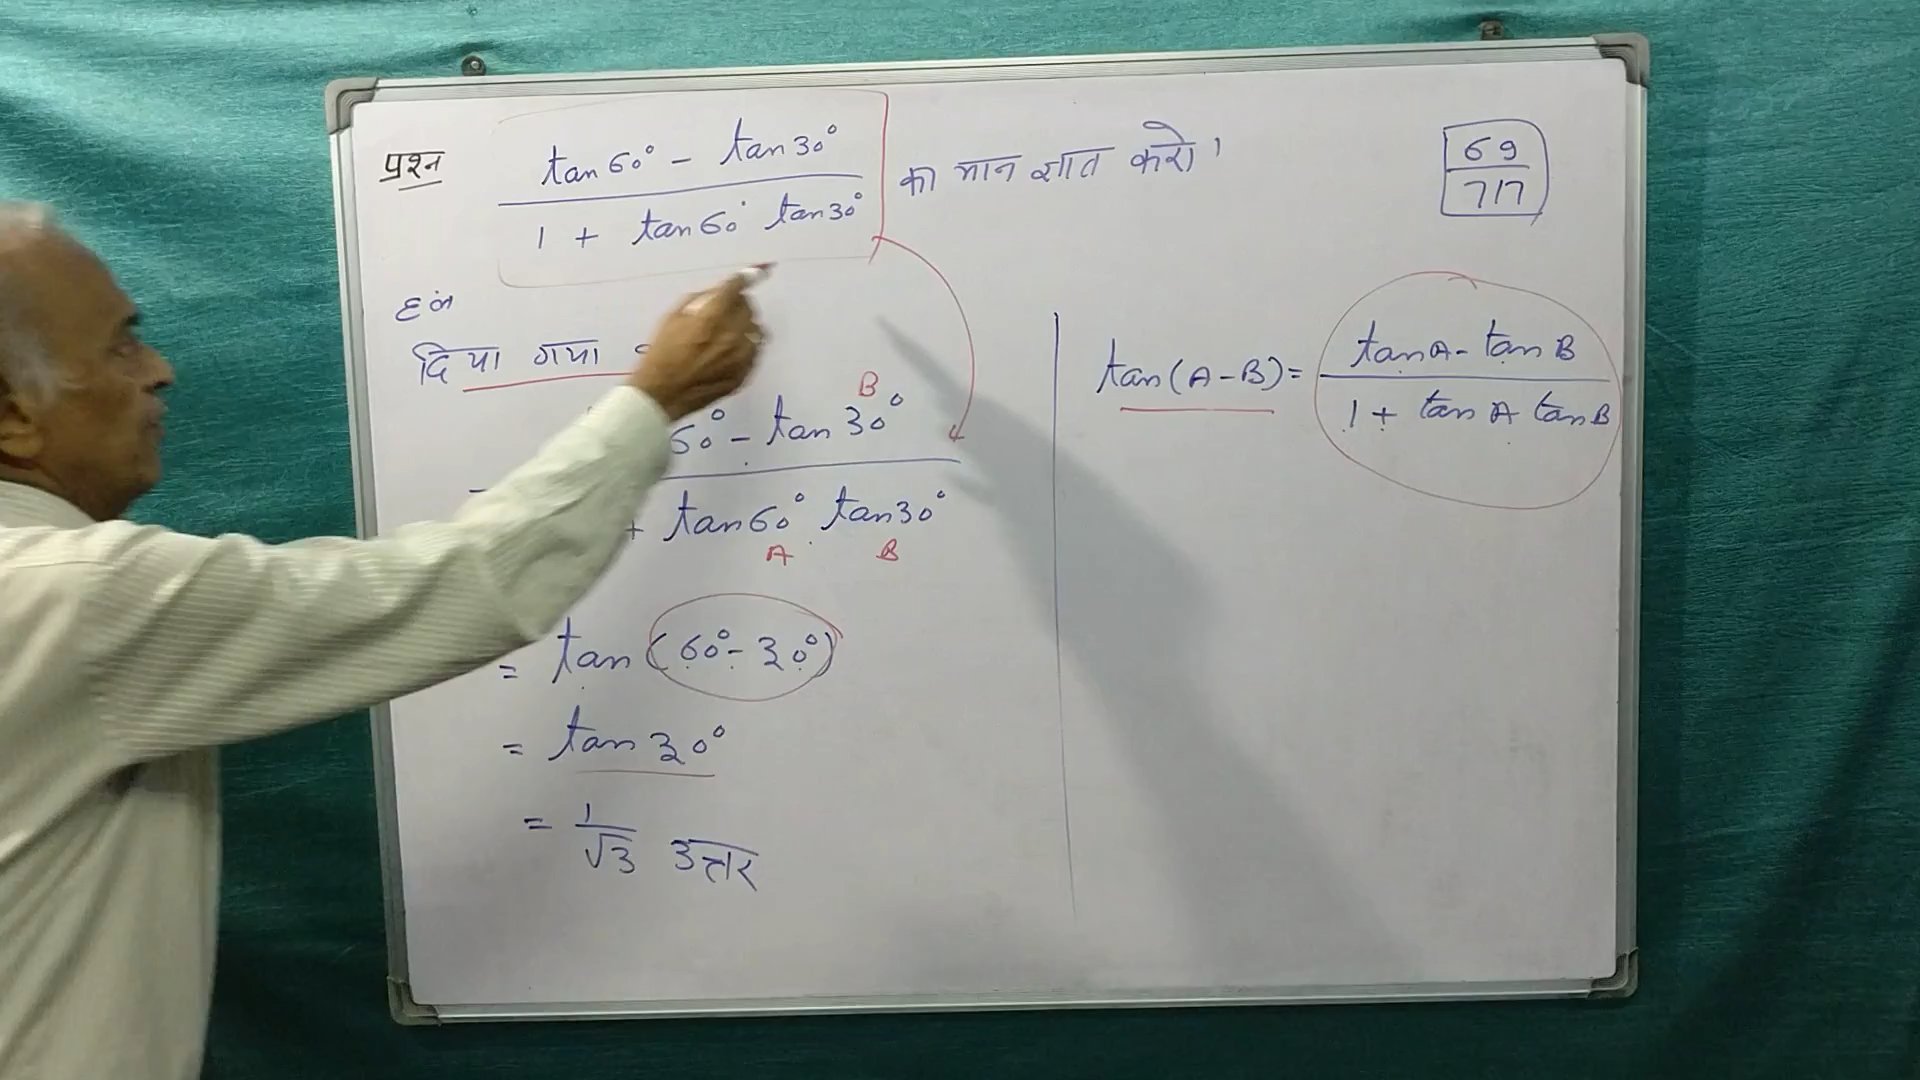 प्रश्न tan 60° - tan 30° / 1 + tan 60° tan 30° का मान ज्ञात करो।
69
717
हल
दिया गया
B
60° - tan 30°
+ tan 60° . tan 30°
A B
= tan (60° - 30°)
= tan 30°
= 1/√3 उत्तर
tan (A - B) = tan A - tan B / 1 + tan A tan B